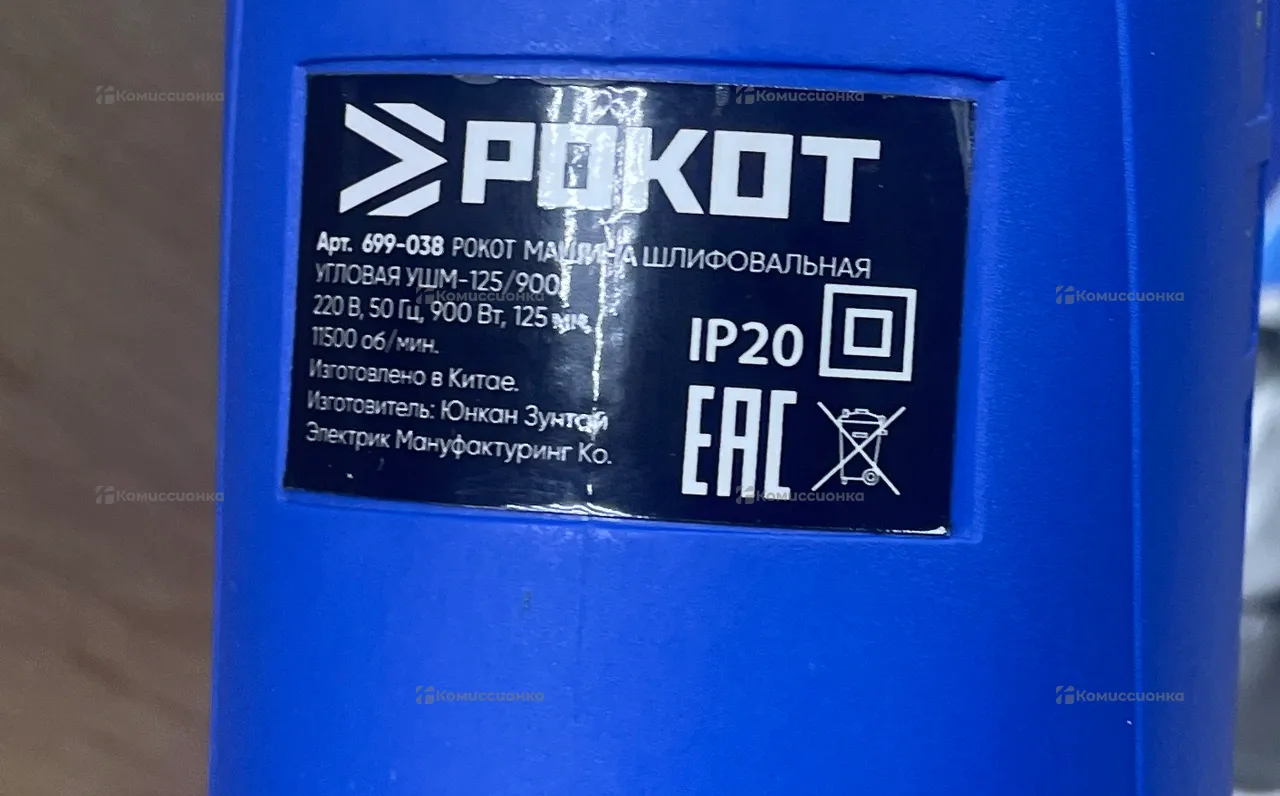 РОКОТ
Арт. 699-038 РОКОТ МАШИНА ШЛИФОВАЛЬНАЯ
УГЛОВАЯ УШМ-125/900,
220 В, 50 Гц, 900 Вт, 125 мм,
11500 об/мин.
Изготовлено в Китае.
Изготовитель: Юнкан Зунтай
Электрик Мануфактуринг Ко.
IP20
EAC
Комиссионка
Комиссионка
Комиссионка
Комиссионка
Комиссионка
Комиссионка
Комиссионка
Комиссионка